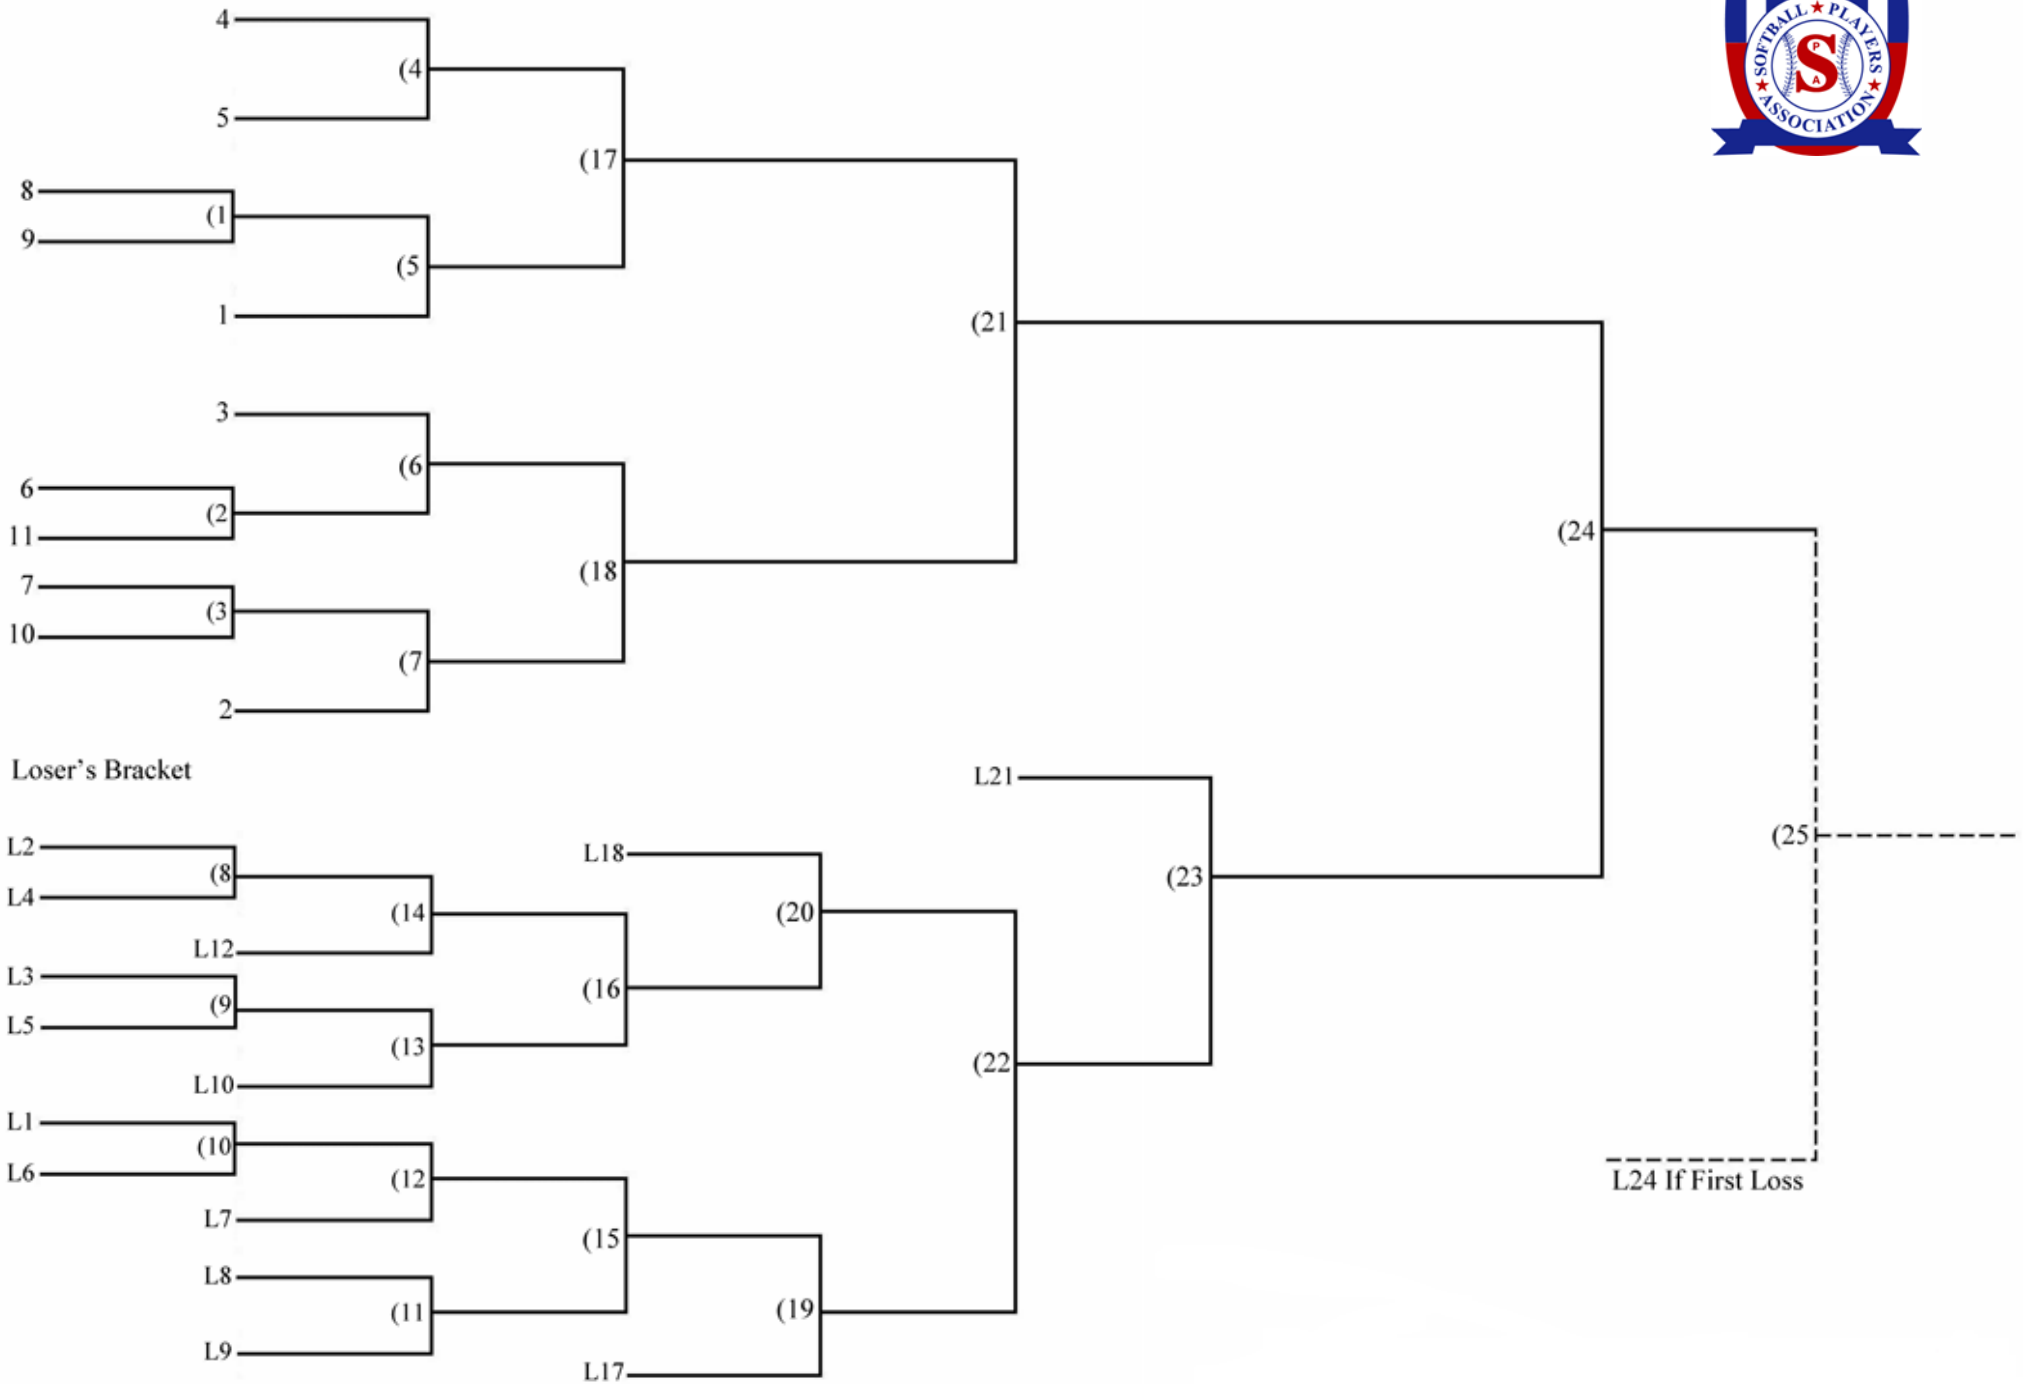 SOFTBALL ★ PLAYERS
★ ASSOCIATION ★
P
S
A
4
(4
5
(17
8
(1
9
(5
1
(21
3
(6
6
(2
11
(24
7
(18
(3
10
(7
2
Loser's Bracket
L21
L2
L18
(25
(8
(23
L4
(14
(20
L12
L3
(16
(9
L5
(13
(22
L10
L1
(10
L6
(12
L24 If First Loss
L7
(15
L8
(11
(19
L9
L17